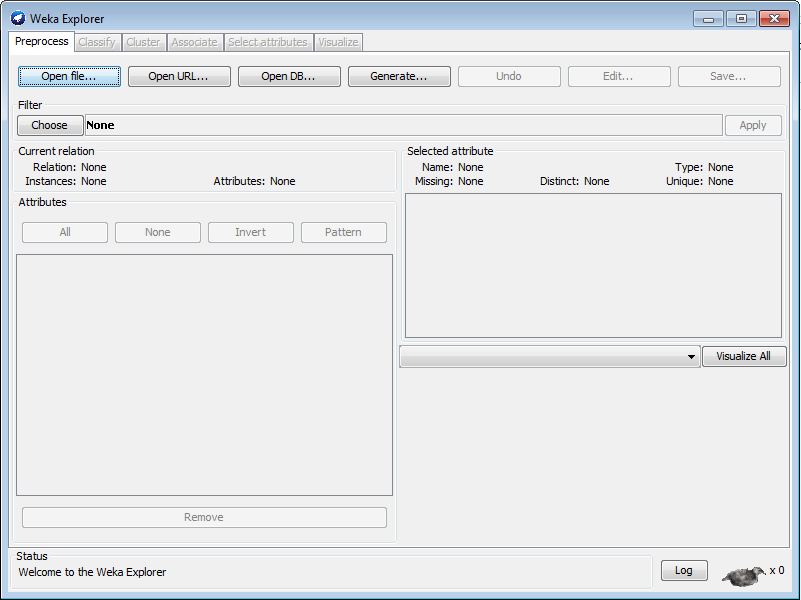 Weka Explorer
Preprocess Classify Cluster Associate Select attributes Visualize
Open file... Open URL... Open DB... Generate... Undo Edit... Save...
Filter
Choose None Apply
Current relation
Relation: None
Instances: None Attributes: None
Selected attribute
Name: None Type: None
Missing: None Distinct: None Unique: None
Attributes
All None Invert Pattern
Visualize All
Remove
Status
Welcome to the Weka Explorer
Log x 0